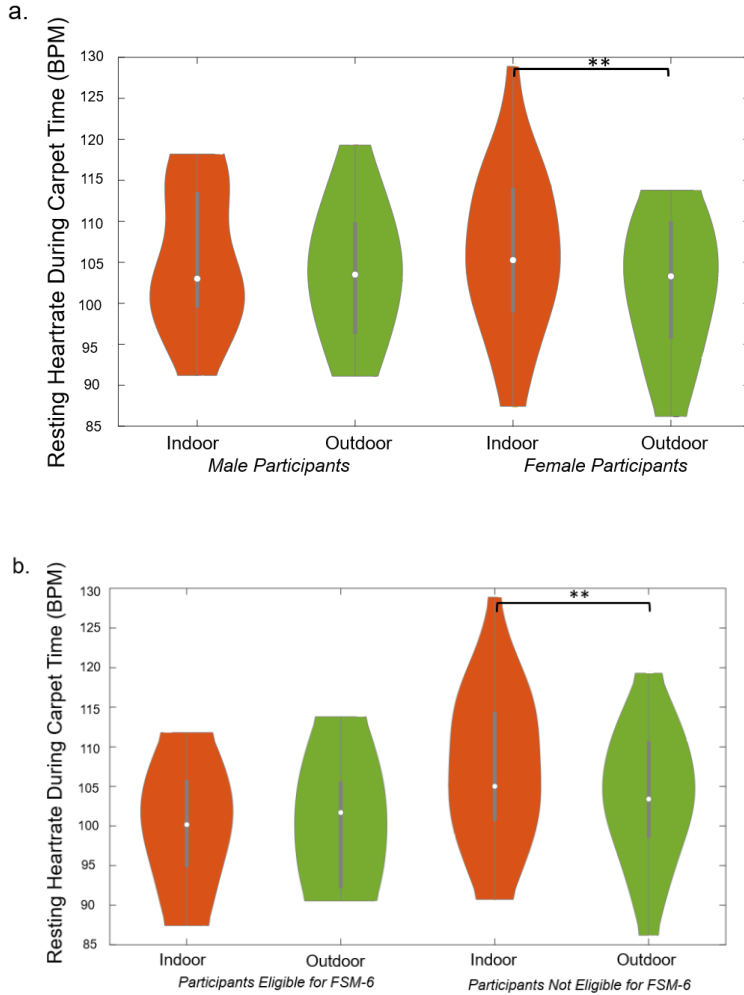 a.
Resting Heartrate During Carpet Time (BPM)
130
125
120
115
110
105
100
95
90
85
**
Indoor Outdoor Indoor Outdoor
Male Participants Female Participants
b.
Resting Heartrate During Carpet Time (BPM)
130
125
120
115
110
105
100
95
90
85
**
Indoor Outdoor Indoor Outdoor
Participants Eligible for FSM-6 Participants Not Eligible for FSM-6